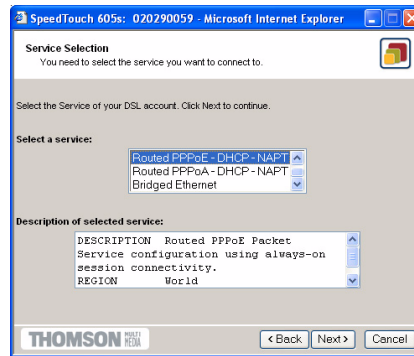 SpeedTouch 605s: 020290059 - Microsoft Internet Explorer
Service Selection
You need to select the service you want to connect to.
Select the Service of your DSL account. Click Next to continue.
Select a service:
Routed PPPoE - DHCP - NAPT
Routed PPPoA - DHCP - NAPT
Bridged Ethernet
Description of selected service:
DESCRIPTION Routed PPPoE Packet
Service configuration using always-on
session connectivity.
REGION World
THOMSON MULTI MEDIA
< Back Next > Cancel